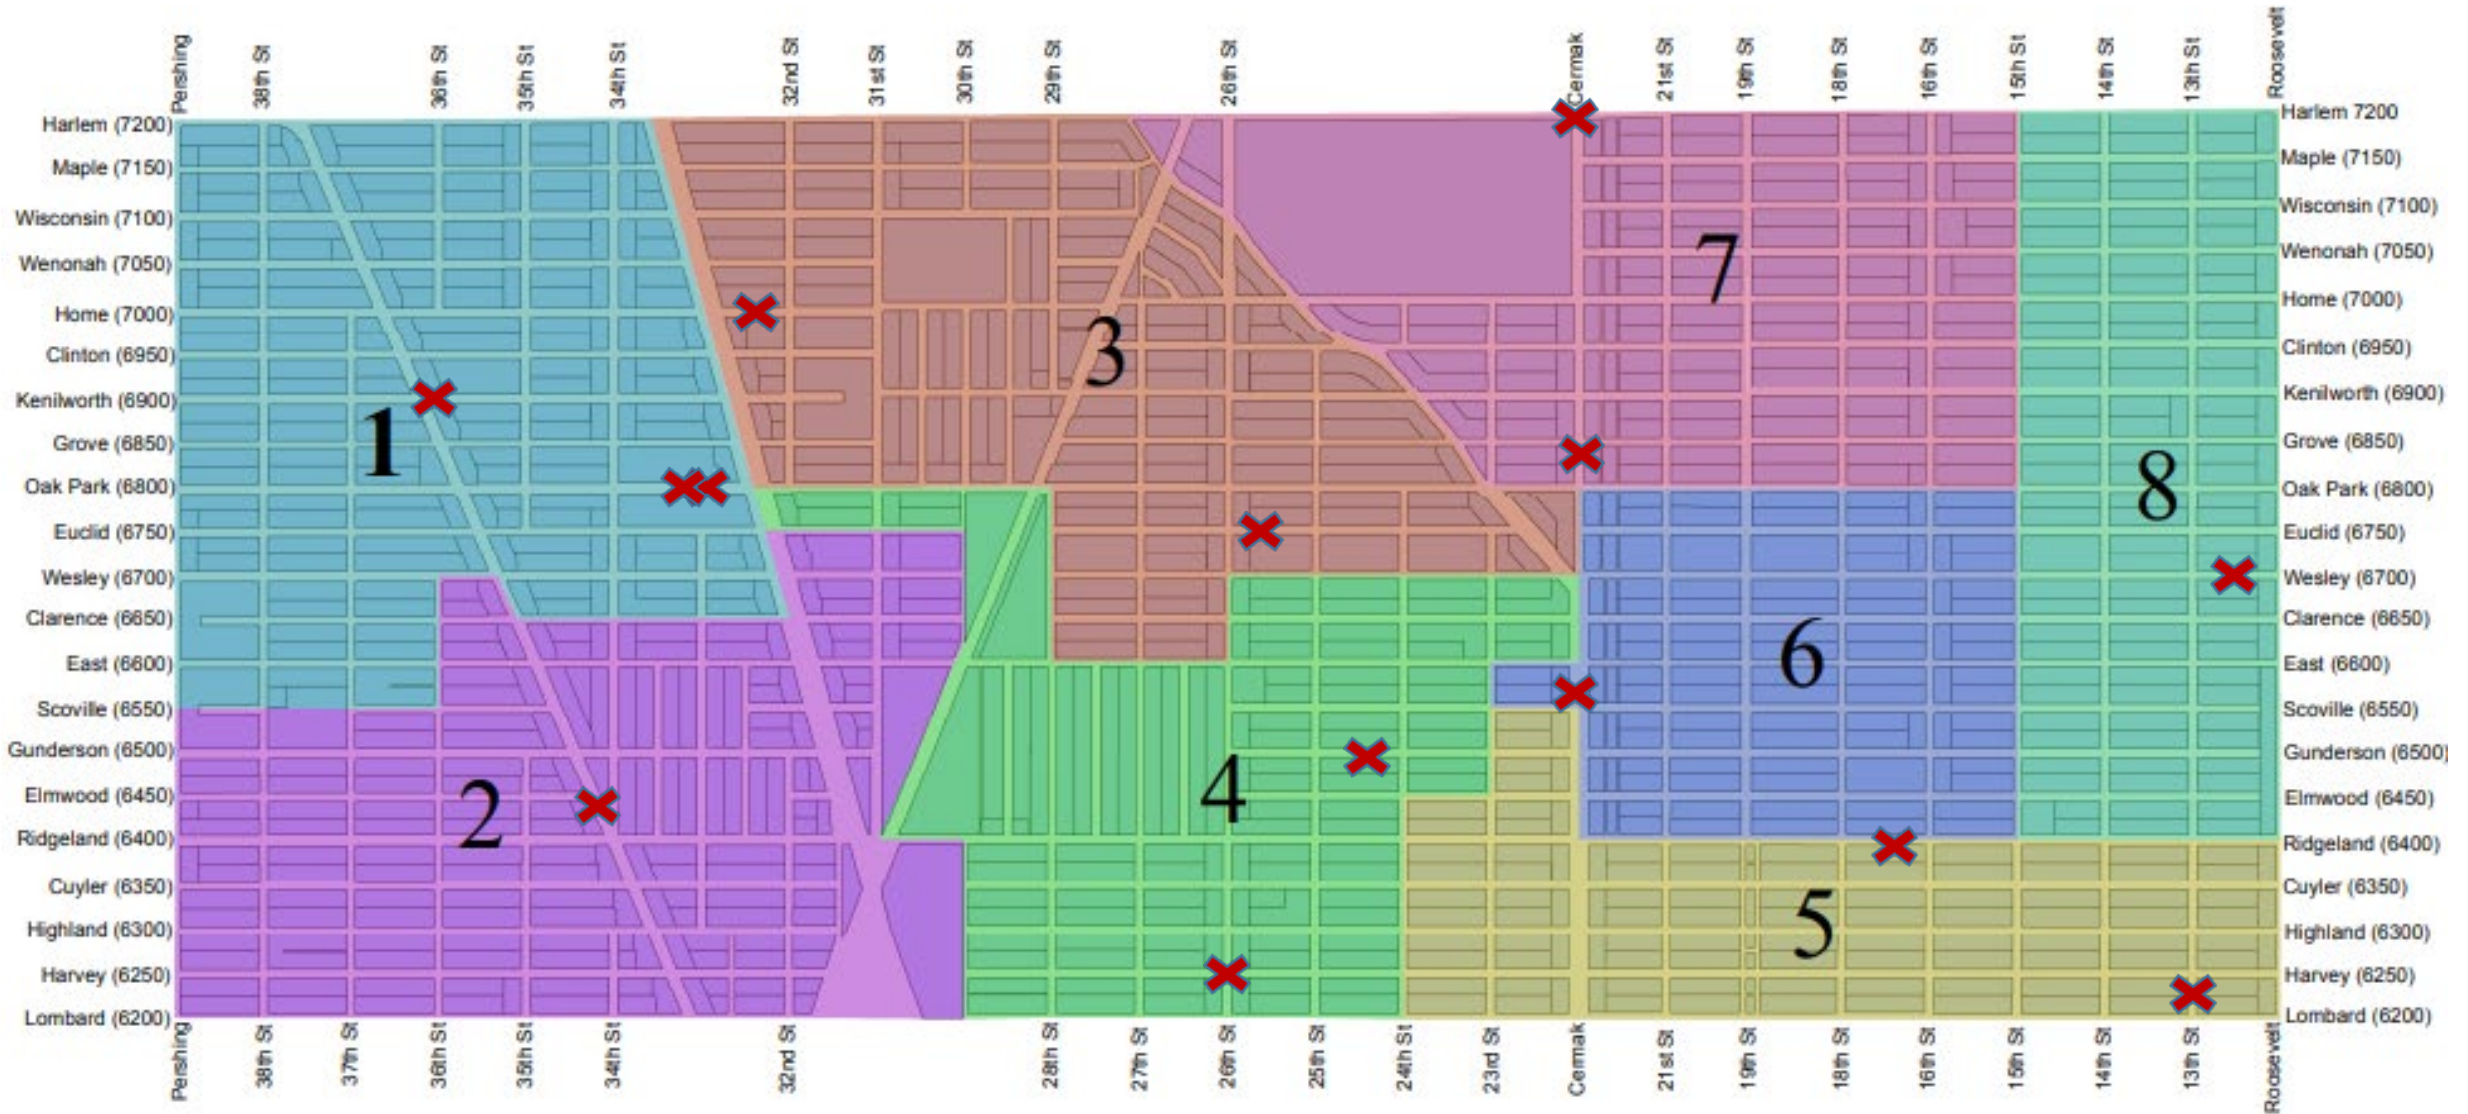 Pershing
38th St
36th St
35th St
34th St
32nd St
31st St
30th St
29th St
26th St
Cermak
21st St
19th St
18th St
16th St
15th St
14th St
13th St
Roosevelt
Harlem (7200)
Maple (7150)
Wisconsin (7100)
Wenonah (7050)
Home (7000)
Clinton (6950)
Kenilworth (6900)
Grove (6850)
Oak Park (6800)
Euclid (6750)
Wesley (6700)
Clarence (6650)
East (6600)
Scoville (6550)
Gunderson (6500)
Elmwood (6450)
Ridgeland (6400)
Cuyler (6350)
Highland (6300)
Harvey (6250)
Lombard (6200)
1
2
3
4
7
6
5
8
Harlem 7200
Maple (7150)
Wisconsin (7100)
Wenonah (7050)
Home (7000)
Clinton (6950)
Kenilworth (6900)
Grove (6850)
Oak Park (6800)
Euclid (6750)
Wesley (6700)
Clarence (6650)
East (6600)
Scoville (6550)
Gunderson (6500)
Elmwood (6450)
Ridgeland (6400)
Cuyler (6350)
Highland (6300)
Harvey (6250)
Lombard (6200)
Pershing
38th St
37th St
36th St
35th St
34th St
32nd St
28th St
27th St
26th St
25th St
24th St
23rd St
Cermak
21st St
19th St
18th St
16th St
15th St
14th St
13th St
Roosevelt